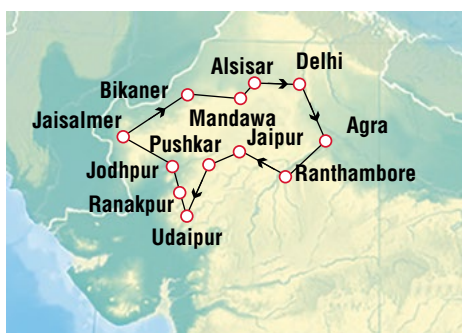 Delhi
Alsisar
Bikaner
Mandawa
Jaisalmer
Pushkar
Jaipur
Agra
Jodhpur
Ranthambore
Ranakpur
Udaipur